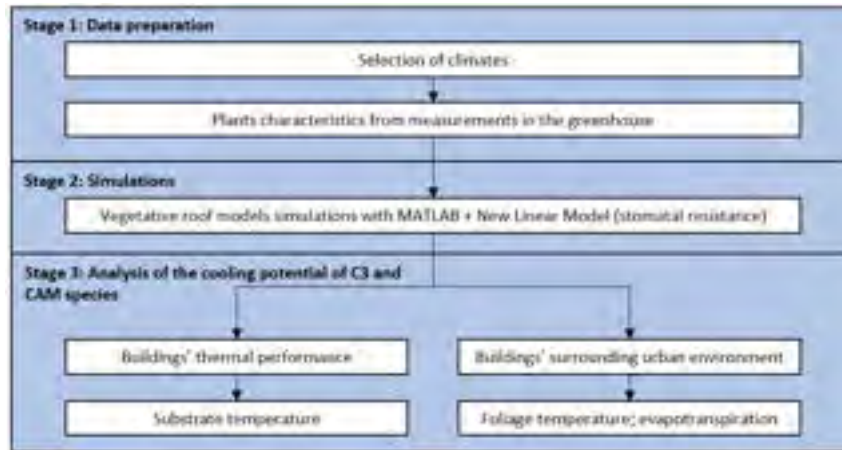 Stage 1: Data preparation
Selection of climates
Plants characteristics from measurements in the greenhouse
Stage 2: Simulations
Vegetative roof models simulations with MATLAB + New Linear Model (stomatal resistance)
Stage 3: Analysis of the cooling potential of C3 and
CAM species
Buildings' thermal performance
Buildings' surrounding urban environment
Substrate temperature
Foliage temperature; evapotranspiration